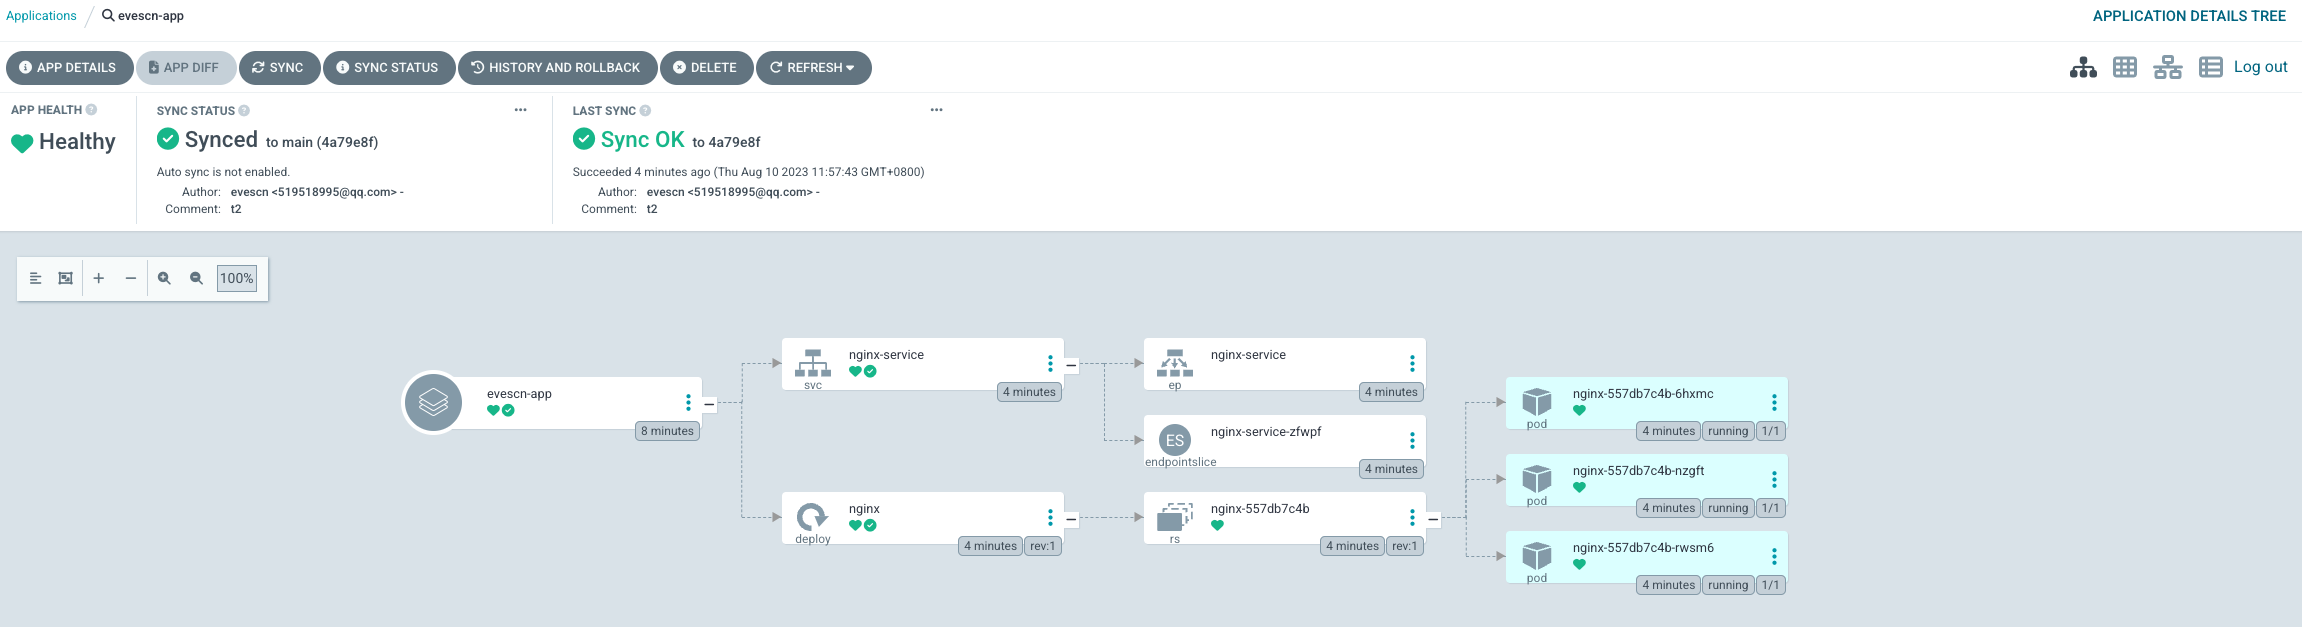 Applications / evescn-app
APPLICATION DETAILS TREE
APP DETAILS
APP DIFF
SYNC
SYNC STATUS
HISTORY AND ROLLBACK
DELETE
REFRESH
Log out
APP HEALTH
Healthy
SYNC STATUS
Synced to main (4a79e8f)
Auto sync is not enabled.
Author: evescn <519518995@qq.com> -
Comment: t2
LAST SYNC
Sync OK to 4a79e8f
Succeeded 4 minutes ago (Thu Aug 10 2023 11:57:43 GMT+0800)
Author: evescn <519518995@qq.com> -
Comment: t2
100%
evescn-app
8 minutes
nginx-service
svc
4 minutes
nginx
deploy
4 minutes rev:1
nginx-service
ep
4 minutes
ES
nginx-service-zfwpf
endpointslice
4 minutes
nginx-557db7c4b
rs
4 minutes rev:1
nginx-557db7c4b-6hxmc
pod
4 minutes running 1/1
nginx-557db7c4b-nzgft
pod
4 minutes running 1/1
nginx-557db7c4b-rwsm6
pod
4 minutes running 1/1